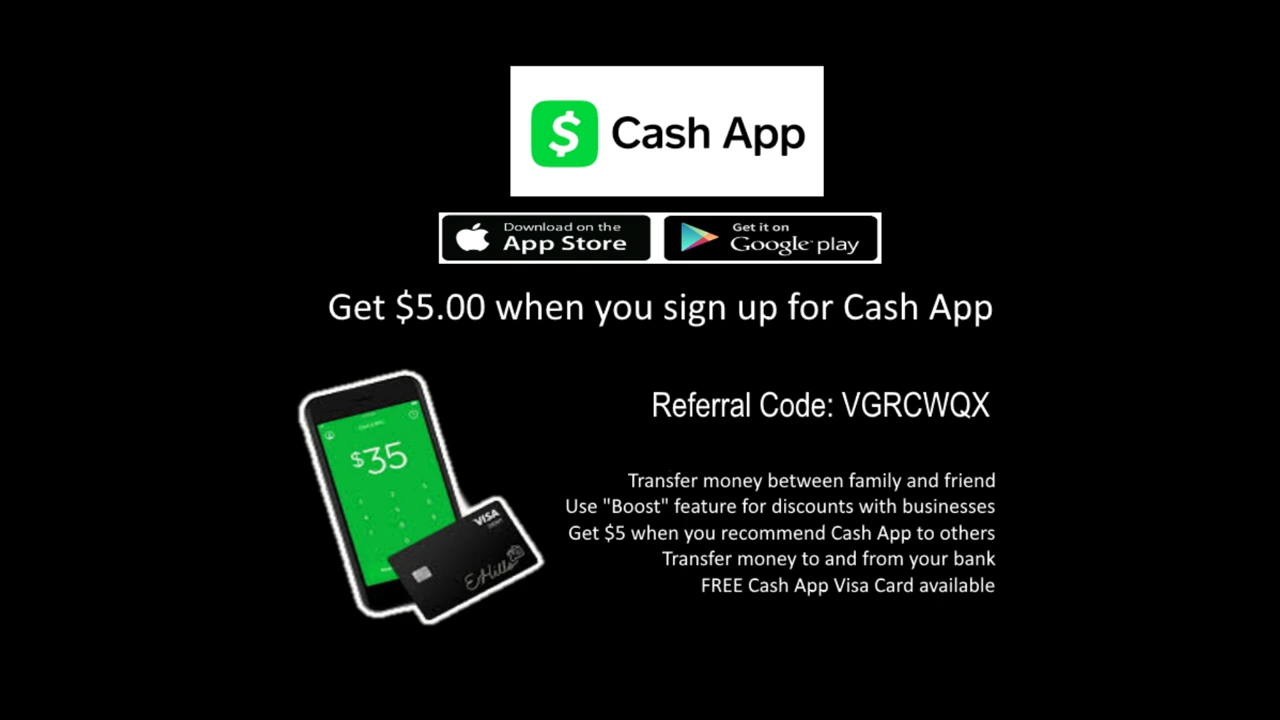 $ Cash App
Download on the
App Store
Get it on
Google play
Get $5.00 when you sign up for Cash App
Referral Code: VGRCWQX
$35
VISA
DEBIT
Transfer money between family and friend
Use "Boost" feature for discounts with businesses
Get $5 when you recommend Cash App to others
Transfer money to and from your bank
FREE Cash App Visa Card available